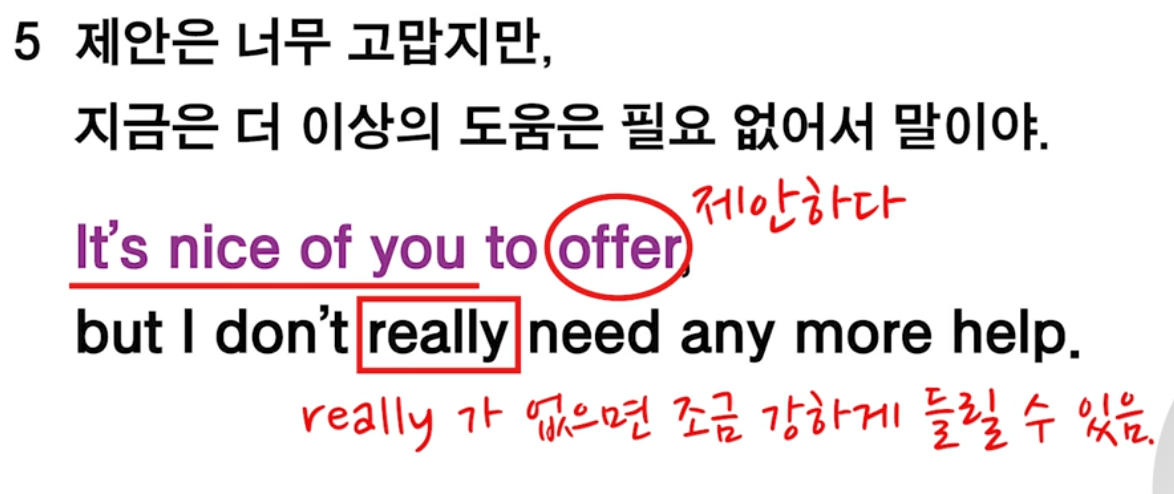 5 제안은 너무 고맙지만,
지금은 더 이상의 도움은 필요 없어서 말이야.
제안하다
It's nice of you to offer,
but I don't really need any more help.
really 가 없으면 조금 강하게 들릴 수 있음.